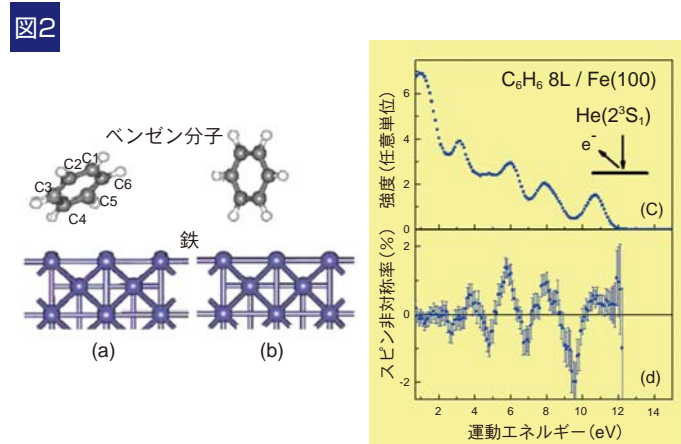 図2
ベンゼン分子
C1
C2
C3
C6
C5
C4
鉄
(a)
(b)
C₆H₆ 8L / Fe(100)
He(2³S₁)
e⁻
強度(任意単位)
6
4
2
0
(C)
スピン非対称率(%)
2
0
-2
(d)
2 4 6 8 10 12 14
運動エネルギー(eV)